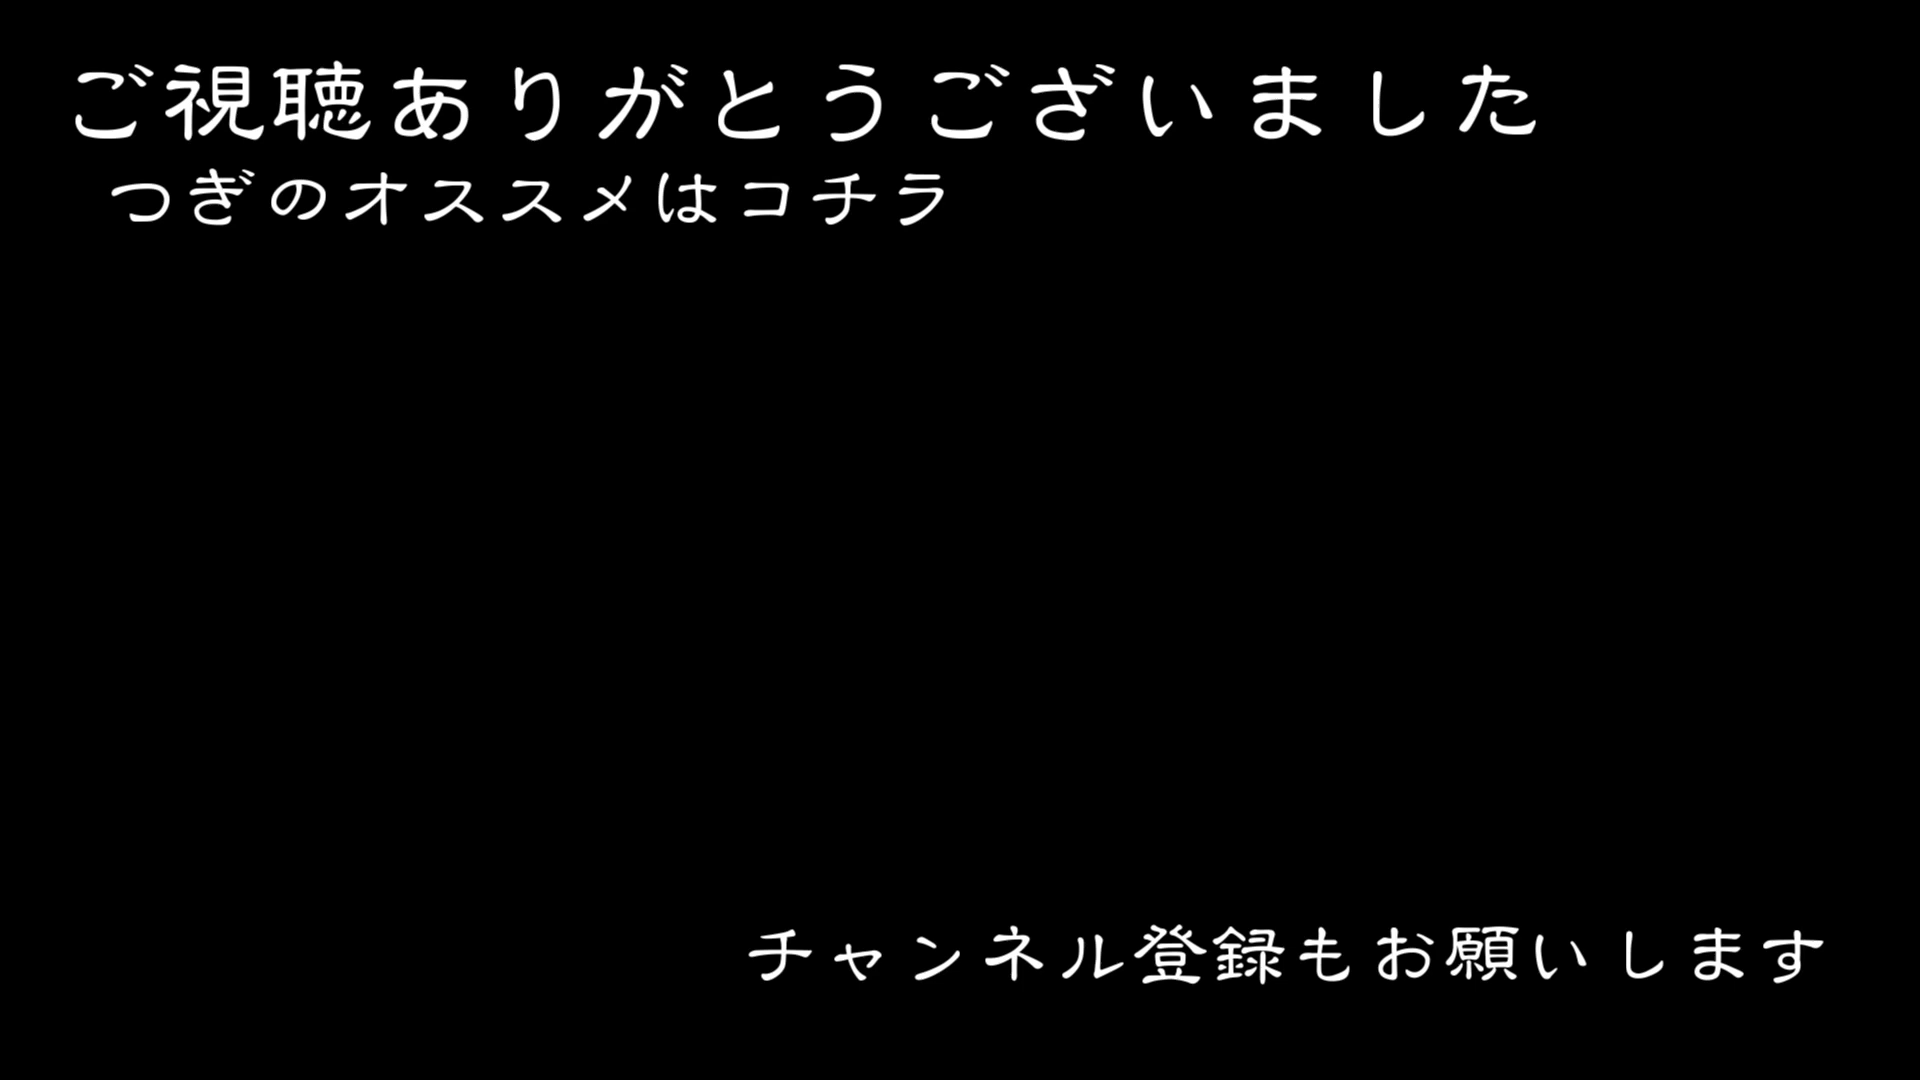 ご視聴ありがとうございました
つぎのオススメはコチラ
チャンネル登録もお願いします